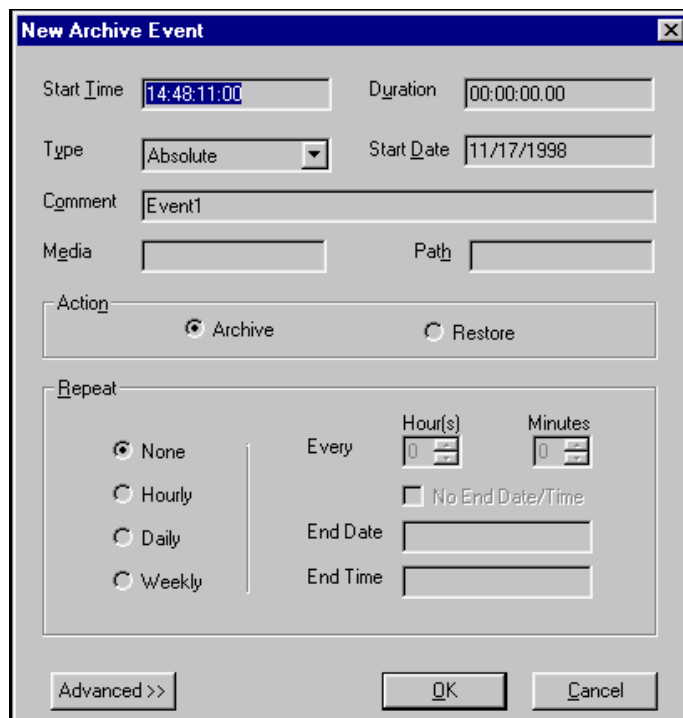 New Archive Event
Start Time 14:48:11:00 Duration 00:00:00.00
Type Absolute Start Date 11/17/1998
Comment Event1
Media Path
Action
Archive Restore
Repeat
Hour(s) Minutes
None Every 0 0
Hourly No End Date/Time
Daily End Date
Weekly End Time
Advanced >> OK Cancel